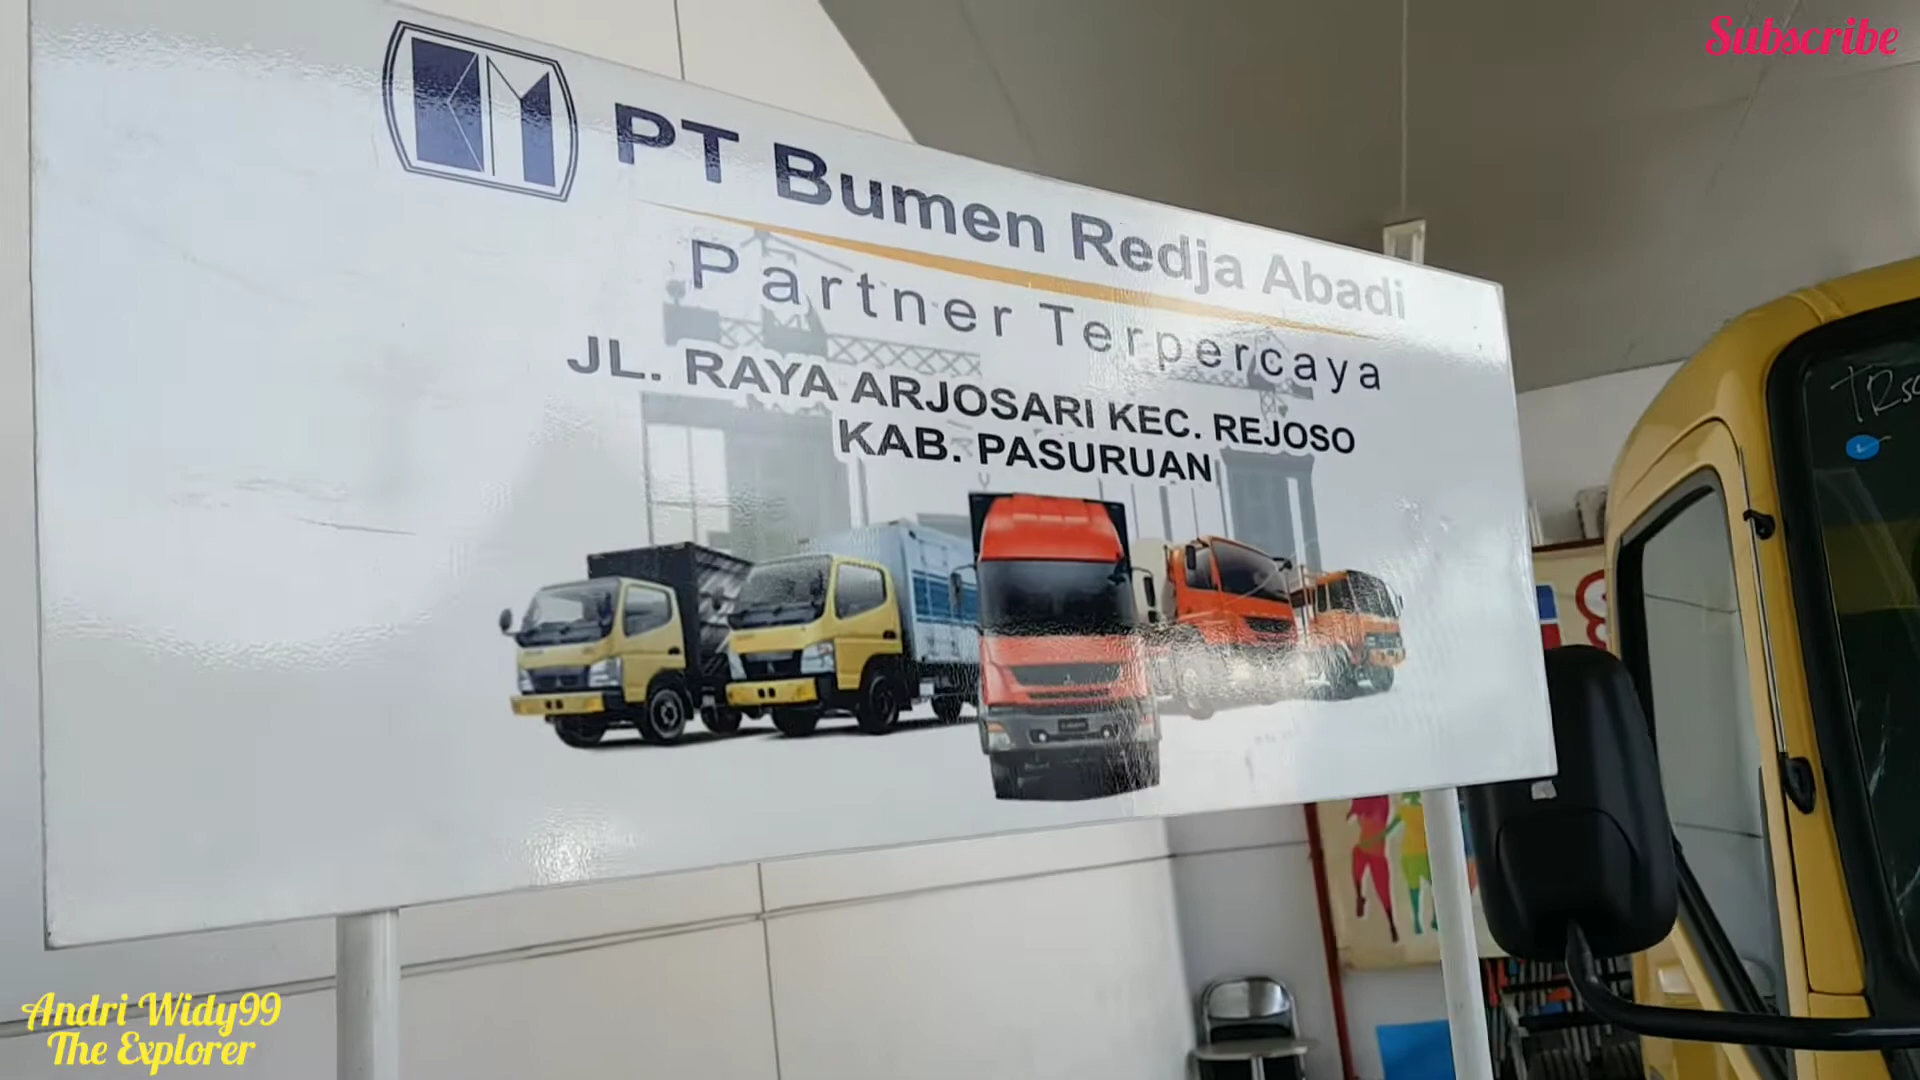 Subscribe
PT Bumen Redja Abadi
Partner Terpercaya
JL. RAYA ARJOSARI KEC. REJOSO
KAB. PASURUAN
Andri Widy99
The Explorer